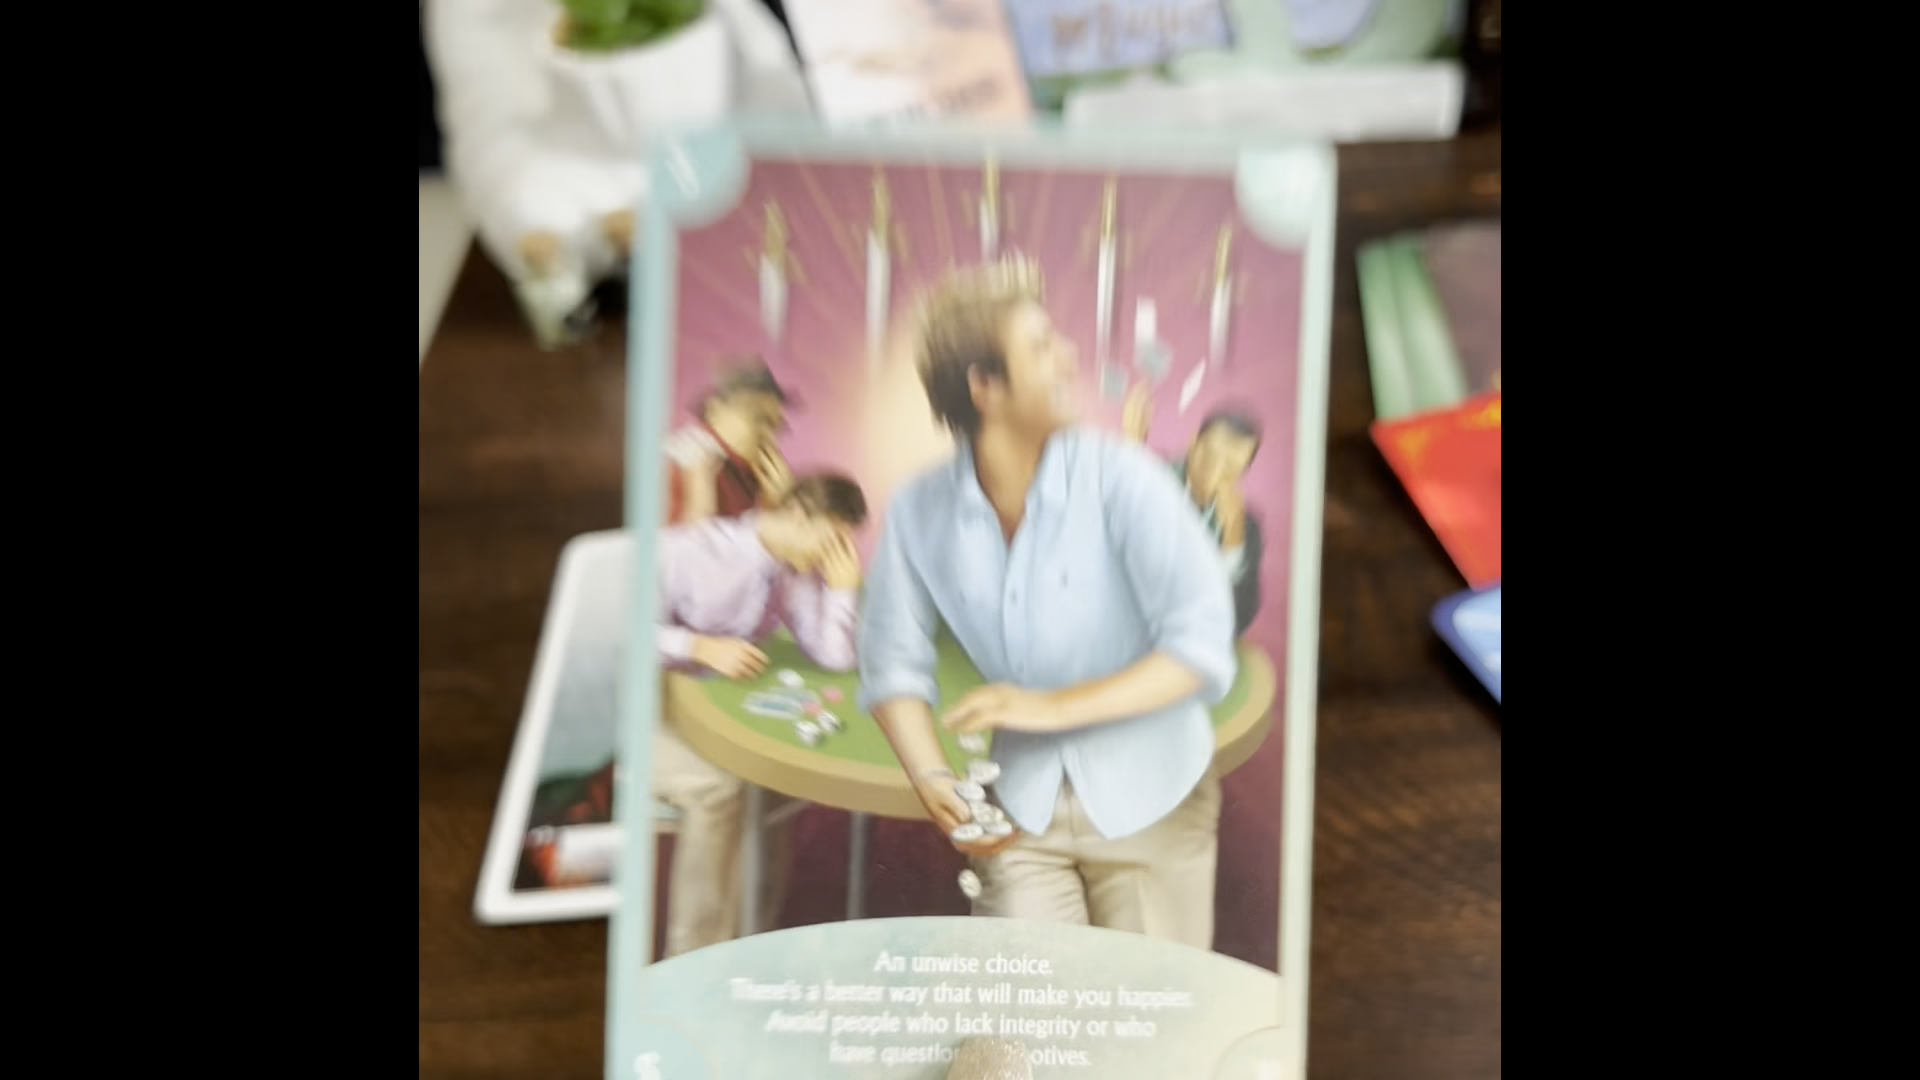 An unwise choice.
There's a better way that will make you happier.
Avoid people who lack integrity or who
have